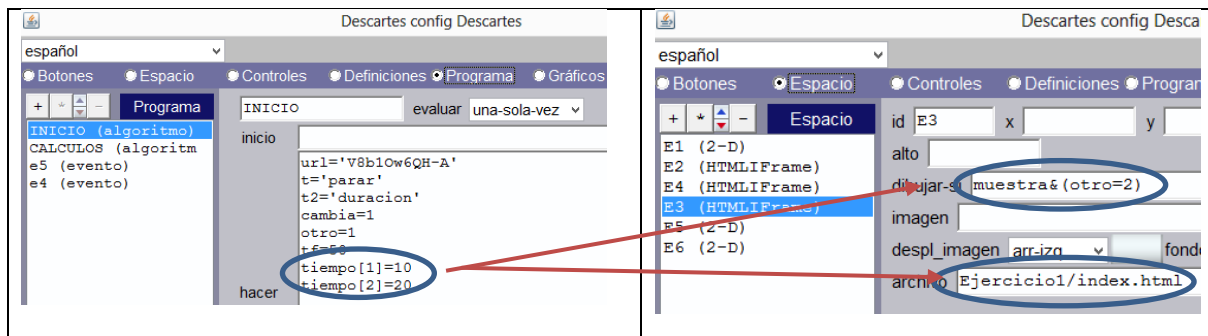 Descartes config Descartes
español
Botones Espacio Controles Definiciones Programa Gráficos
+ * - Programa
INICIO evaluar una-sola-vez
INICIO (algoritmo)
CALCULOS (algoritm
e5 (evento)
e4 (evento)
inicio
url='V8b1Ow6QH-A'
t='parar'
t2='duracion'
cambia=1
otro=1
tf=50
tiempo[1]=10
tiempo[2]=20
hacer
Descartes config Desca
español
Botones Espacio Controles Definiciones Program
+ * - Espacio
id E3 x y
E1 (2-D)
E2 (HTMLIFrame)
E4 (HTMLIFrame)
E3 (HTMLIFrame)
E5 (2-D)
E6 (2-D)
alto
dibujar-si muestra&(otro=2)
imagen
despl_imagen arr-izq fondo
archivo Ejercicio1/index.html